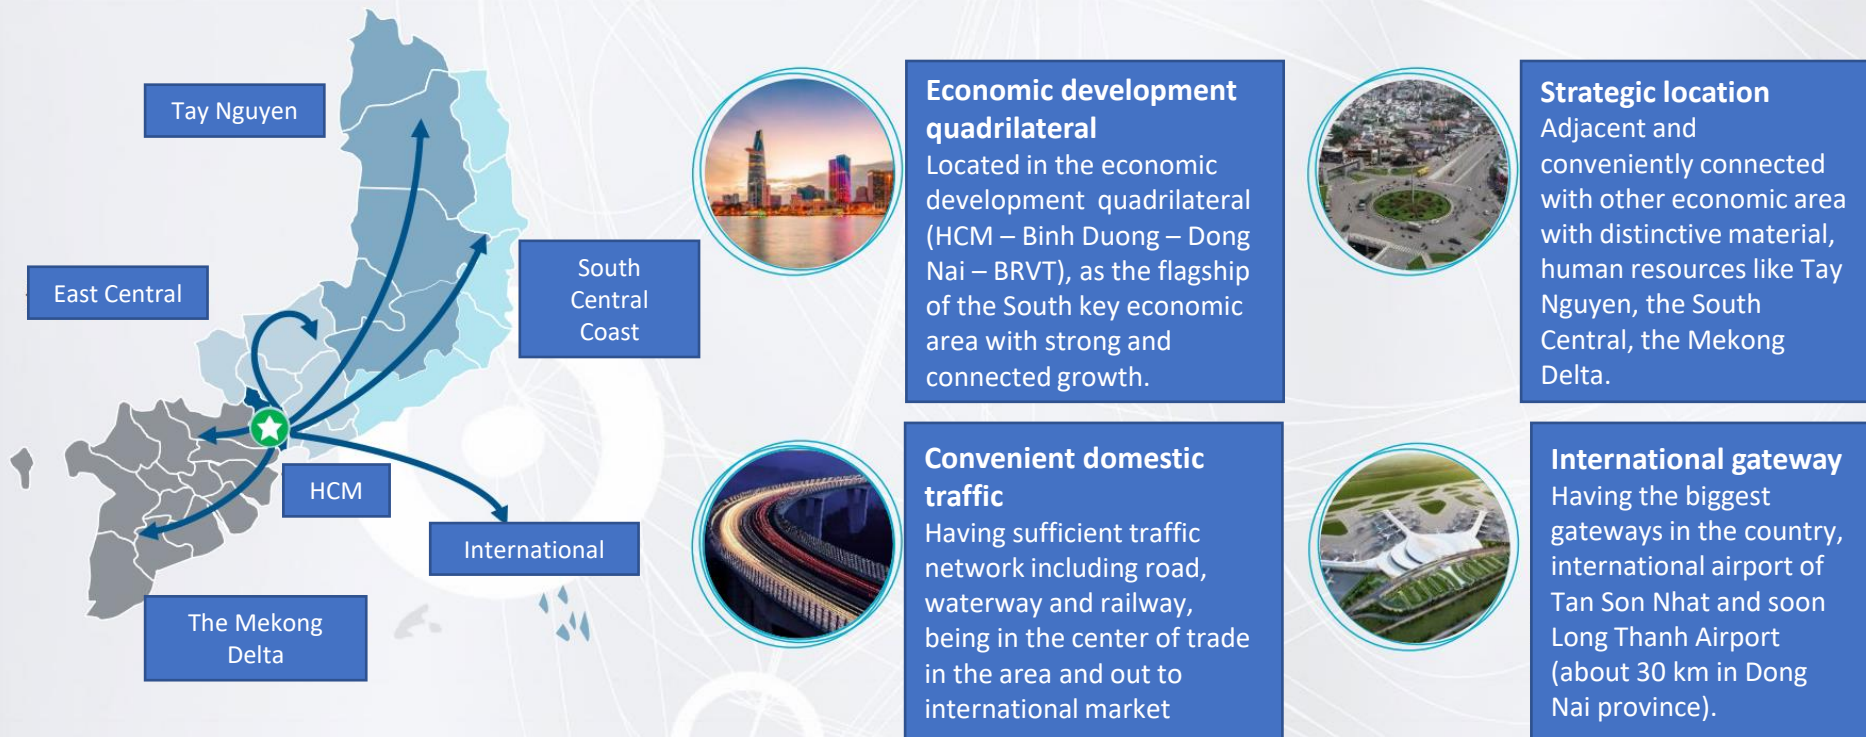 Tay Nguyen
East Central
South
Central
Coast
HCM
International
The Mekong
Delta
Economic development
quadrilateral
Located in the economic
development quadrilateral
(HCM – Binh Duong – Dong
Nai – BRVT), as the flagship
of the South key economic
area with strong and
connected growth.
Strategic location
Adjacent and
conveniently connected
with other economic area
with distinctive material,
human resources like Tay
Nguyen, the South
Central, the Mekong
Delta.
Convenient domestic
traffic
Having sufficient traffic
network including road,
waterway and railway,
being in the center of trade
in the area and out to
international market
International gateway
Having the biggest
gateways in the country,
international airport of
Tan Son Nhat and soon
Long Thanh Airport
(about 30 km in Dong
Nai province).